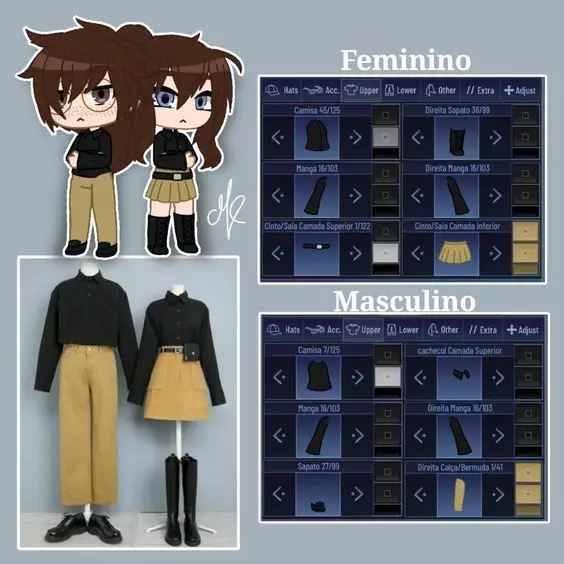 Feminino
Hats Acc. Upper Lower Other Extra Adjust
Camisa 45/125 Direita Sapato 36/99
Manga 16/103 Direita Manga 16/103
Cinto/Saia Camada Superior 1/122 Cinto/Saia Camada Inferior
Masculino
Hats Acc. Upper Lower Other Extra Adjust
Camisa 7/125 cachecol Camada Superior
Manga 16/103 Direita Manga 16/103
Sapato 27/99 Direita Calça/Bermuda 1/41